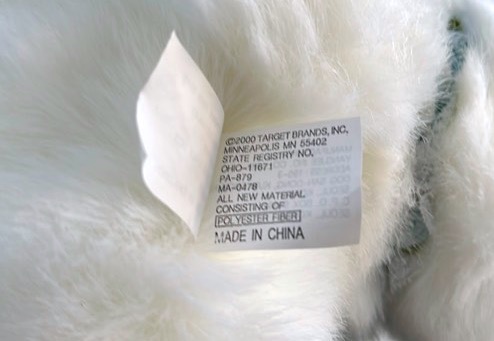 ©2000 TARGET BRANDS, INC,
MINNEAPOLIS MN 55402
STATE REGISTRY NO.
OHIO-11671
PA-879
MA-0478
ALL NEW MATERIAL
CONSISTING OF
POLYESTER FIBER
MADE IN CHINA